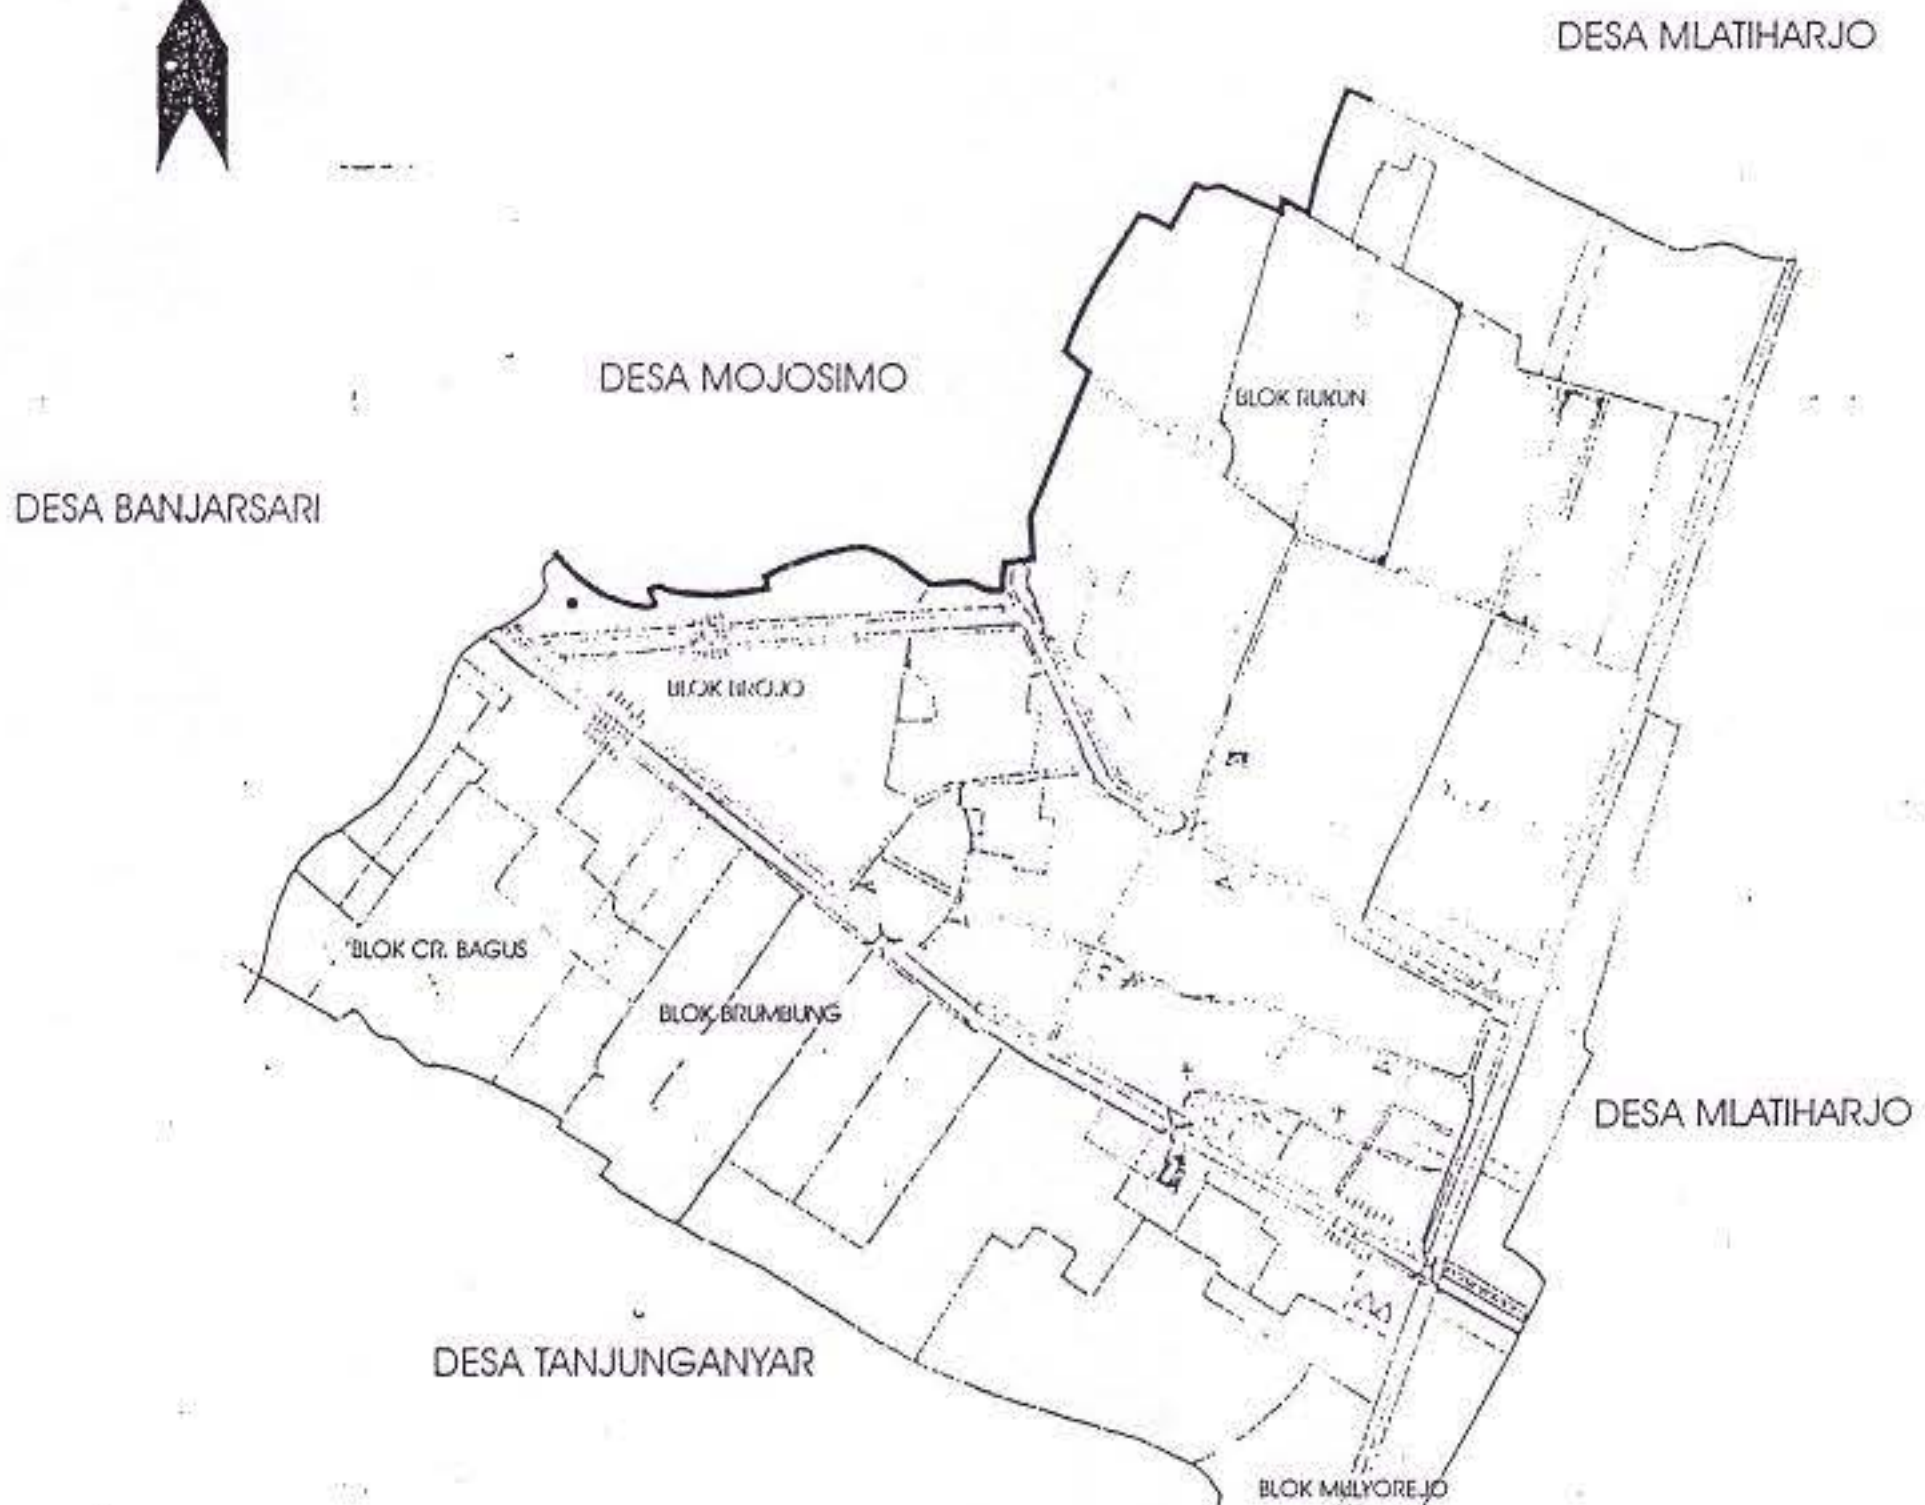 DESA MLATIHARJO
DESA MOJOSIMO
BLOK RUKUN
DESA BANJARSARI
BLOK BROJO
BLOK CR. BAGUS
BLOK BRUMBUNG
DESA MLATIHARJO
DESA TANJUNGANYAR
BLOK MULYOREJO